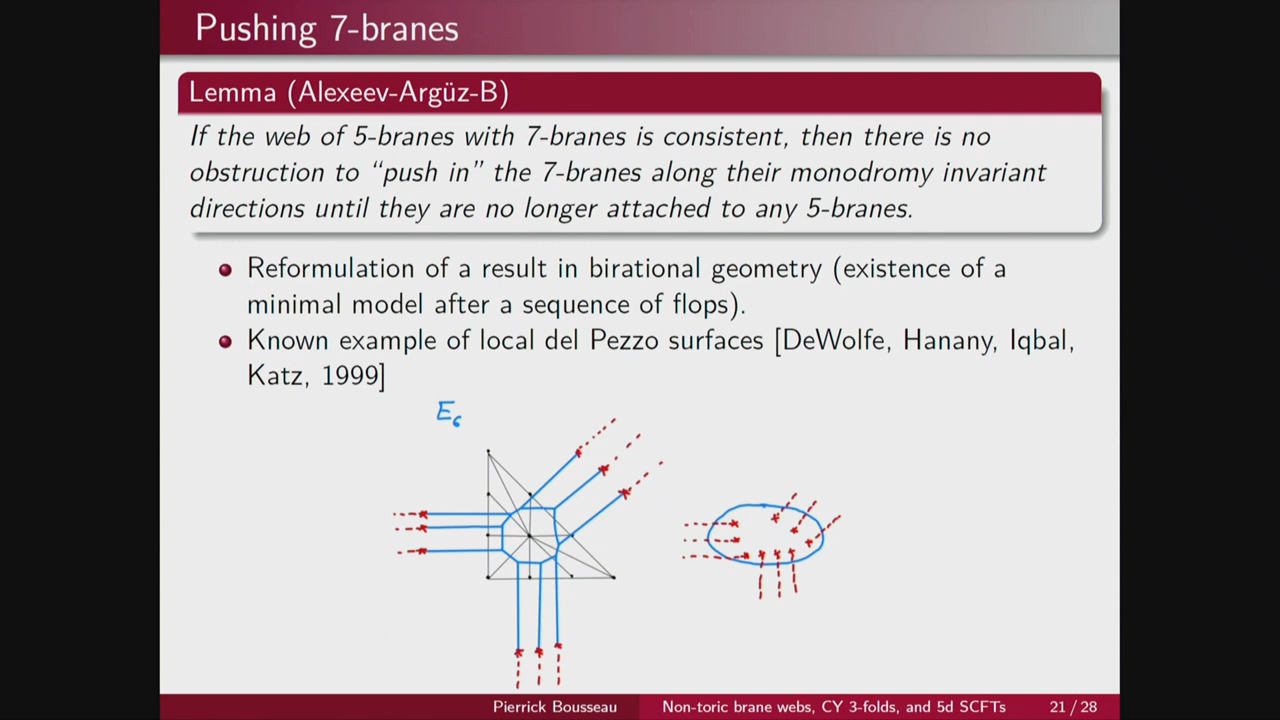 Pushing 7-branes
Lemma (Alexeev-Argüz-B)
If the web of 5-branes with 7-branes is consistent, then there is no
obstruction to “push in” the 7-branes along their monodromy invariant
directions until they are no longer attached to any 5-branes.
Reformulation of a result in birational geometry (existence of a
minimal model after a sequence of flops).
Known example of local del Pezzo surfaces [DeWolfe, Hanany, Iqbal,
Katz, 1999]
E₆
Pierrick Bousseau
Non-toric brane webs, CY 3-folds, and 5d SCFTs
21 / 28